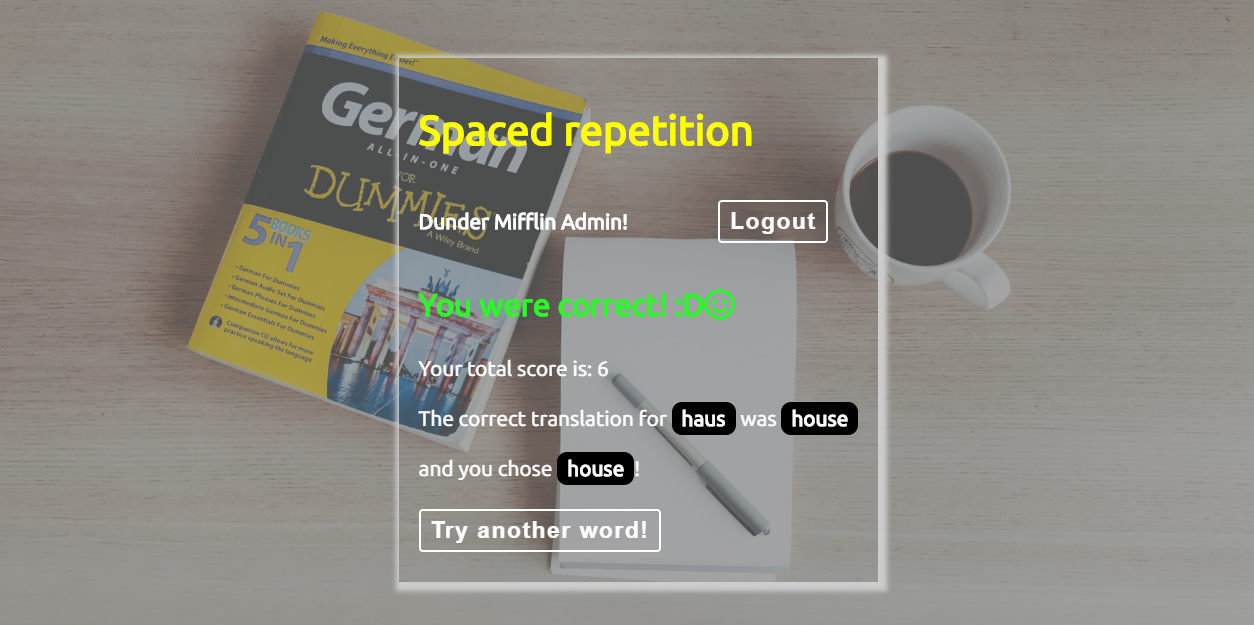 Making Everything Easier!™
German
ALL-IN-ONE
FOR
DUMMIES
A Wiley Brand
5 BOOKS
IN 1
• German For Dummies
• German Audio Set For Dummies
• German Phrases For Dummies
• Intermediate German For Dummies
• German Essentials For Dummies
Companion CD allows for more
practice speaking the language
Spaced repetition
Dunder Mifflin Admin!
Logout
You were correct! :D☺
Your total score is: 6
The correct translation for haus was house
and you chose house !
Try another word!